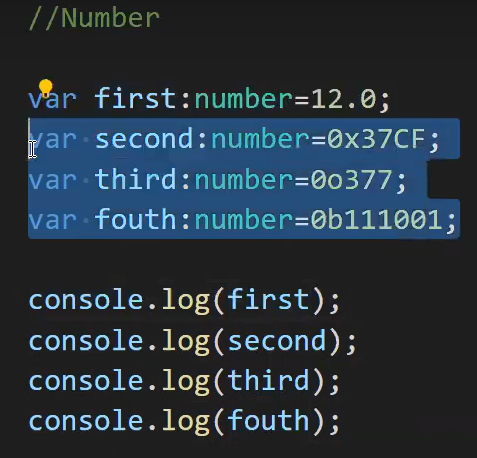 //Number
var first:number=12.0;
var second:number=0x37CF;
var third:number=0o377;
var fouth:number=0b111001;
console.log(first);
console.log(second);
console.log(third);
console.log(fouth);